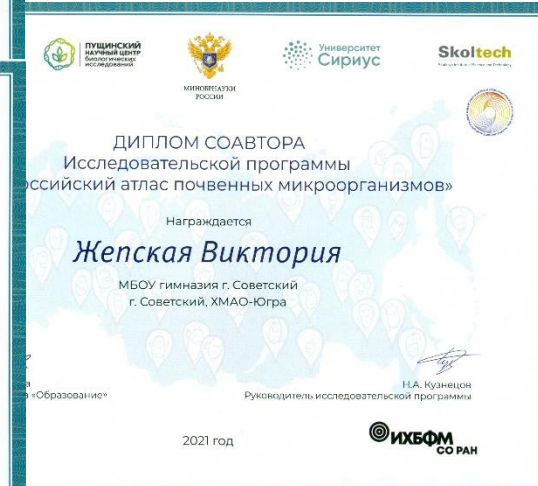 ПУЩИНСКИЙ
НАУЧНЫЙ ЦЕНТР
биологических
исследований
МИНОБРНАУКИ
РОССИИ
Университет
Сириус
Skoltech
ДИПЛОМ СОАВТОРА
Исследовательской программы
оссийский атлас почвенных микроорганизмов»
Награждается
Жепская Виктория
МБОУ гимназия г. Советский
г. Советский, ХМАО-Югра
а
«Образование»
Н.А. Кузнецов
Руководитель исследовательской программы
2021 год
ИХБФМ
СО РАН